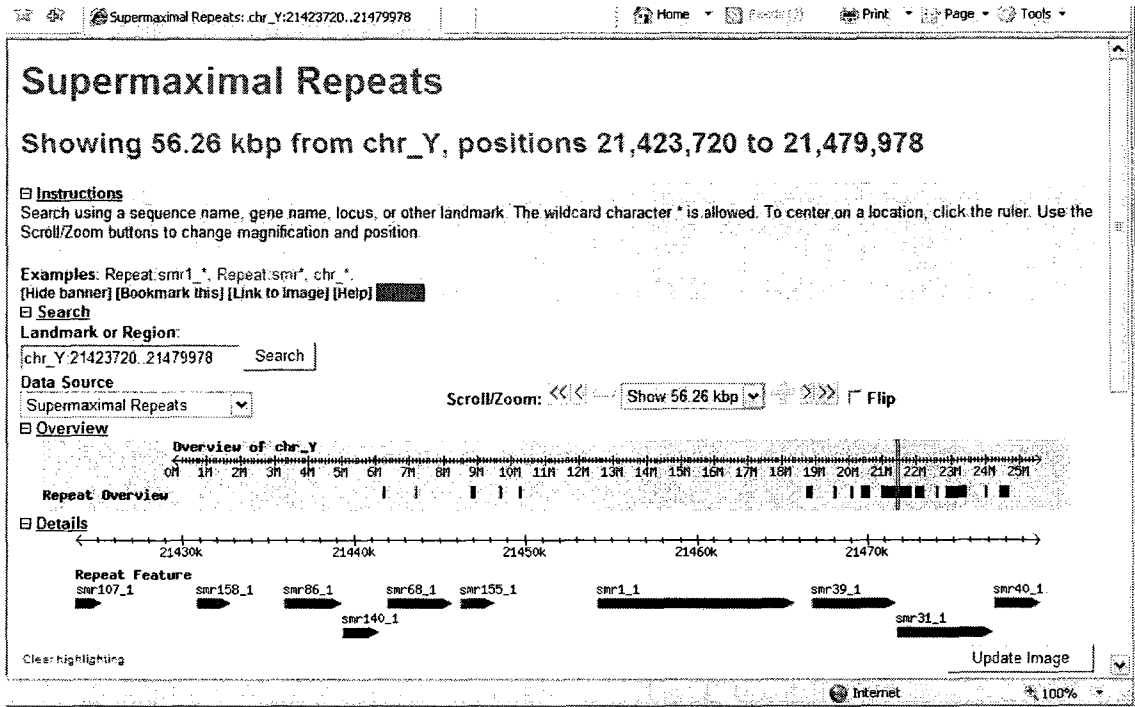 Supermaximal Repeats: chr_Y:21423720..21479978 Home Feeds (J) Print Page Tools
Supermaximal Repeats
Showing 56.26 kbp from chr_Y, positions 21,423,720 to 21,479,978
Instructions
Search using a sequence name, gene name, locus, or other landmark. The wildcard character * is allowed. To center on a location, click the ruler. Use the
Scroll/Zoom buttons to change magnification and position.
Examples: Repeat:smr1_*, Repeat:smr*, chr_*.
[Hide banner] [Bookmark this] [Link to Image] [Help]
Search
Landmark or Region:
chr_Y:21423720..21479978 Search
Data Source
Supermaximal Repeats Scroll/Zoom: << < Show 56.26 kbp > >> Flip
Overview
Overview of chr_Y
0M 1M 2M 3M 4M 5M 6M 7M 8M 9M 10M 11M 12M 13M 14M 15M 16M 17M 18M 19M 20M 21M 22M 23M 24M 25M
Repeat Overview
Details
21430k 21440k 21450k 21460k 21470k
Repeat Feature
smr107_1 smr158_1 smr86_1 smr68_1 smr155_1 smr1_1 smr39_1 smr40_1
smr140_1 smr31_1
Clear highlighting Update Image
Internet 100%